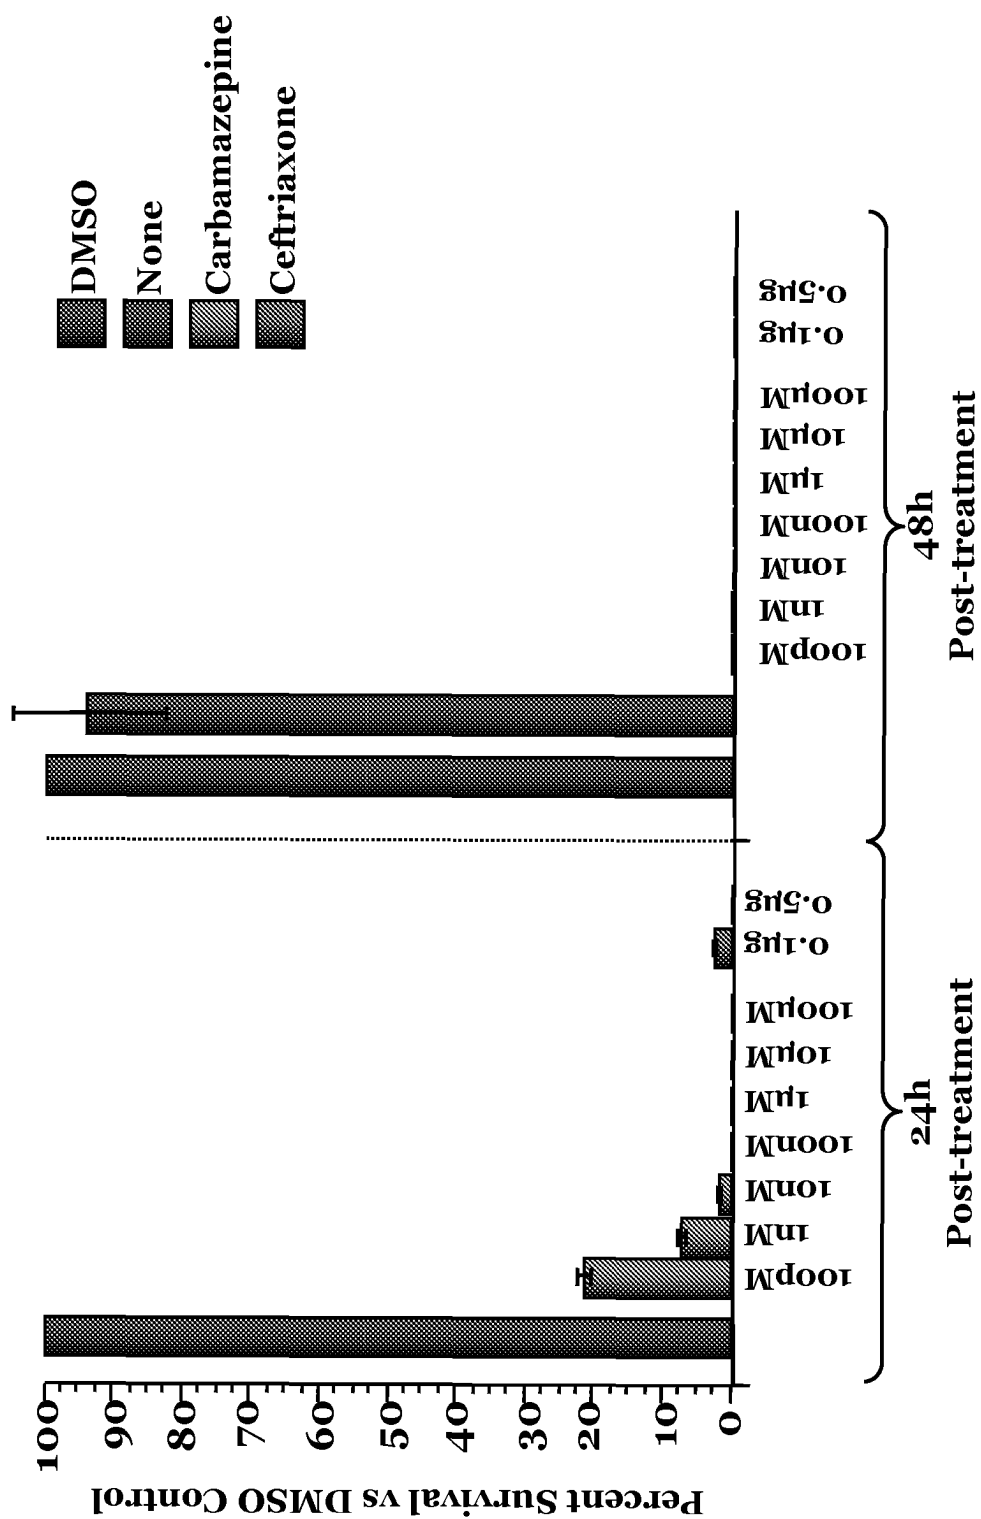 Percent Survival vs DMSO Control
100
90
80
70
60
50
40
30
20
10
0
DMSO
None
Carbamazepine
Ceftriaxone
100pM
1nM
10nM
100nM
1µM
10µM
100µM
0.1µg
0.5µg
100pM
1nM
10nM
100nM
1µM
10µM
100µM
0.1µg
0.5µg
24h
Post-treatment
48h
Post-treatment